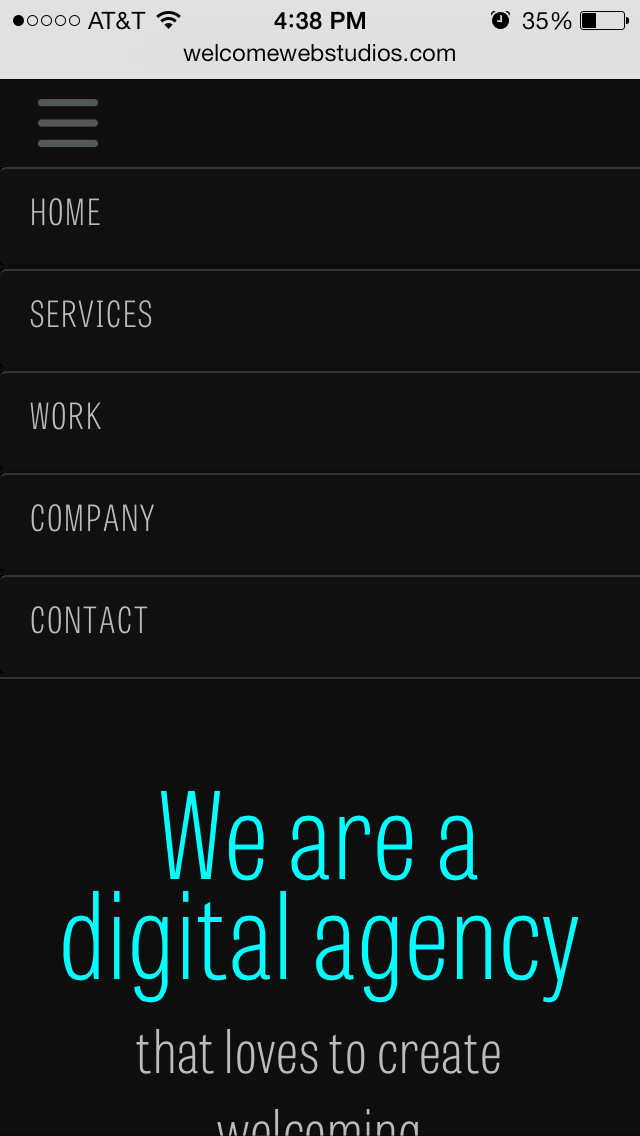 AT&T 4:38 PM 35%
welcomewebstudios.com
HOME
SERVICES
WORK
COMPANY
CONTACT
We are a
digital agency
that loves to create
welcoming